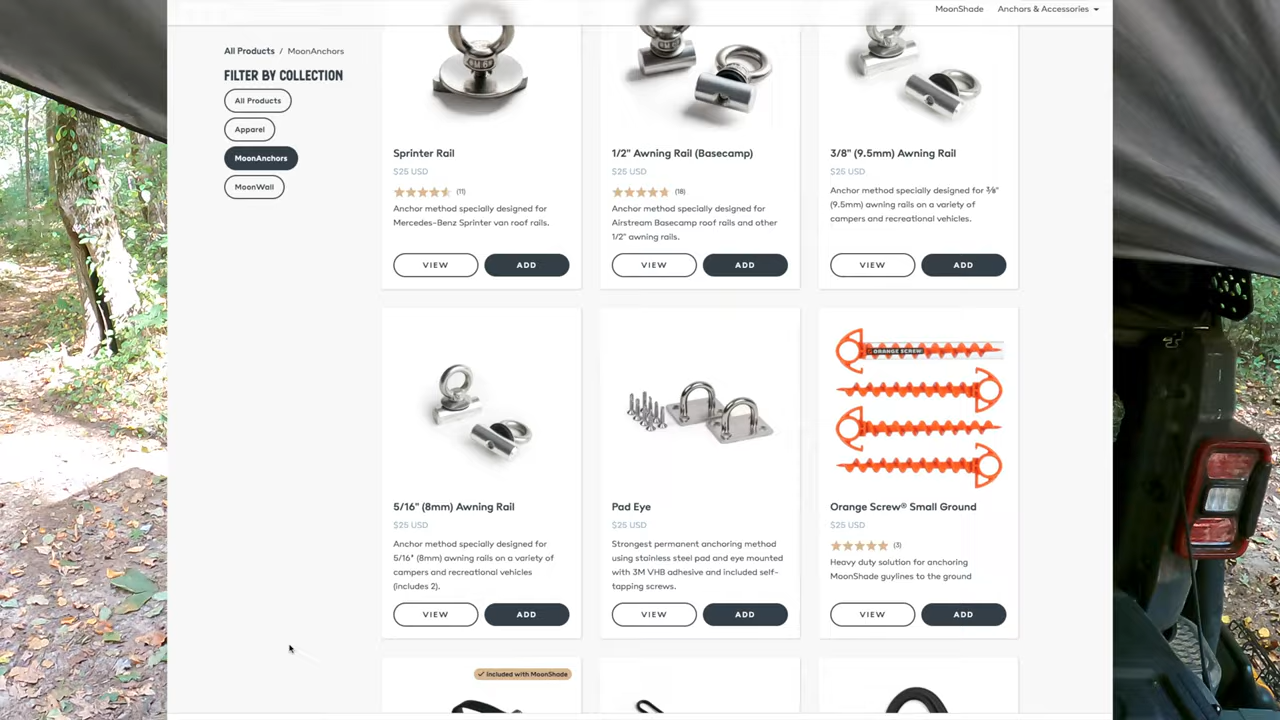 MoonShade
Anchors & Accessories
All Products / MoonAnchors
FILTER BY COLLECTION
All Products
Apparel
MoonAnchors
MoonWall
Sprinter Rail
$25 USD
(11)
Anchor method specially designed for
Mercedes-Benz Sprinter van roof rails.
VIEW
ADD
1/2" Awning Rail (Basecamp)
$25 USD
(18)
Anchor method specially designed for
Airstream Basecamp roof rails and other
1/2" awning rails.
VIEW
ADD
3/8" (9.5mm) Awning Rail
$25 USD
Anchor method specially designed for ⅜"
(9.5mm) awning rails on a variety of
campers and recreational vehicles.
VIEW
ADD
5/16" (8mm) Awning Rail
$25 USD
Anchor method specially designed for
5/16" (8mm) awning rails on a variety of
campers and recreational vehicles
(includes 2).
VIEW
ADD
Pad Eye
$25 USD
Strongest permanent anchoring method
using stainless steel pad and eye mounted
with 3M VHB adhesive and included self-
tapping screws.
VIEW
ADD
ORANGE SCREW
Orange Screw® Small Ground
$25 USD
(3)
Heavy duty solution for anchoring
MoonShade guylines to the ground
VIEW
ADD
Included with MoonShade